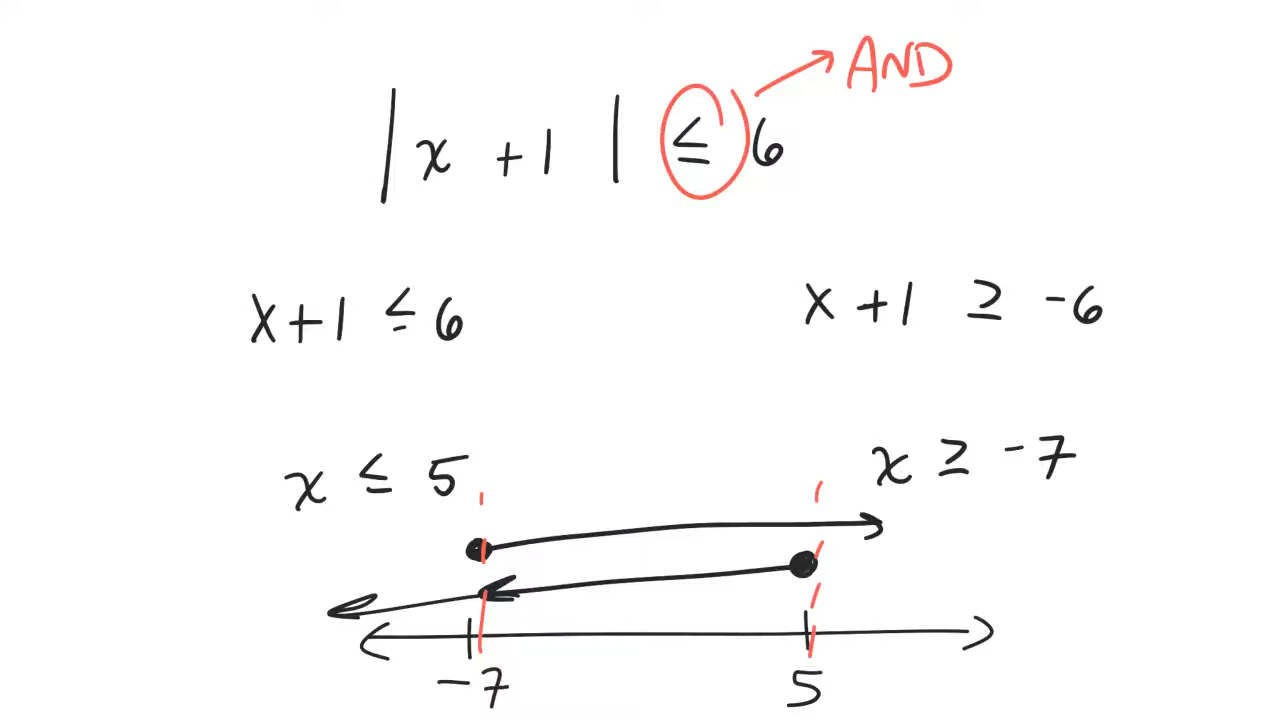 AND
|x + 1| ≤ 6
x + 1 ≤ 6
x + 1 ≥ -6
x ≤ 5
x ≥ -7
-7
5